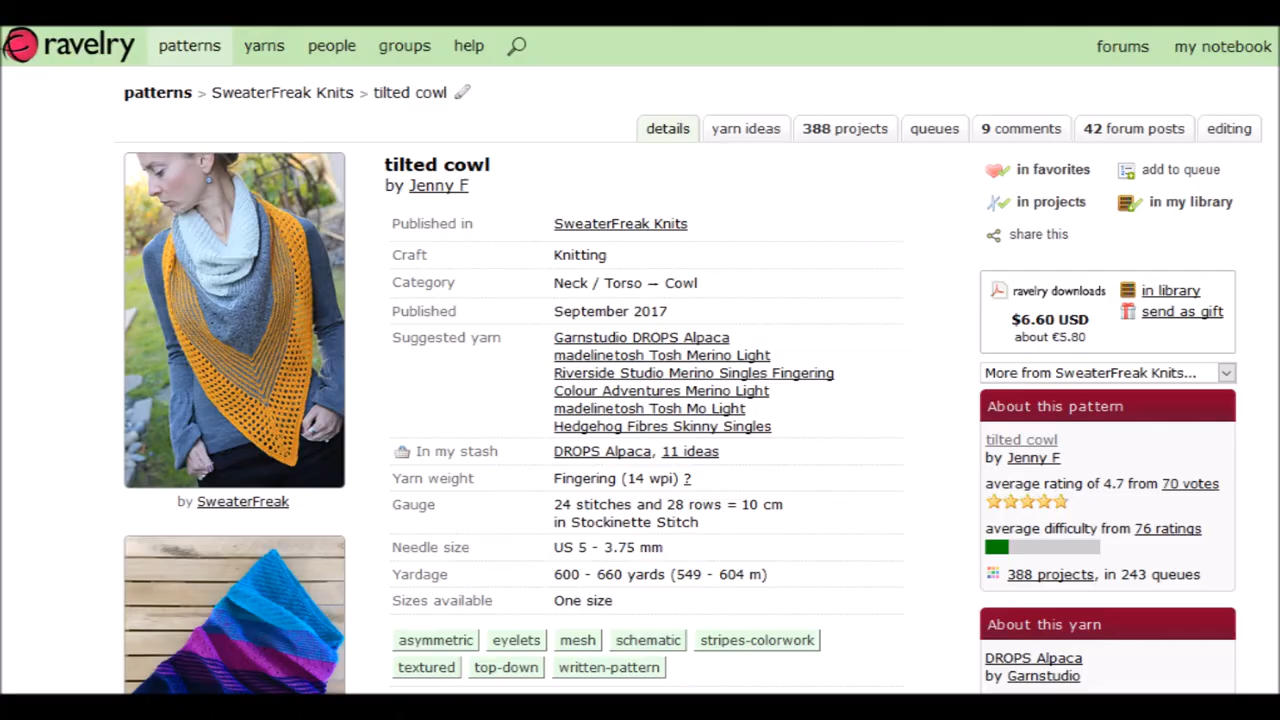 ravelry patterns yarns people groups help forums my notebook
patterns > SweaterFreak Knits > tilted cowl
details yarn ideas 388 projects queues 9 comments 42 forum posts editing
tilted cowl
by Jenny F
Published in SweaterFreak Knits
Craft Knitting
Category Neck / Torso → Cowl
Published September 2017
Suggested yarn Garnstudio DROPS Alpaca
madelinetosh Tosh Merino Light
Riverside Studio Merino Singles Fingering
Colour Adventures Merino Light
madelinetosh Tosh Mo Light
Hedgehog Fibres Skinny Singles
In my stash DROPS Alpaca, 11 ideas
Yarn weight Fingering (14 wpi) ?
Gauge 24 stitches and 28 rows = 10 cm
in Stockinette Stitch
Needle size US 5 - 3.75 mm
Yardage 600 - 660 yards (549 - 604 m)
Sizes available One size
asymmetric eyelets mesh schematic stripes-colorwork
textured top-down written-pattern
by SweaterFreak
in favorites add to queue
in projects in my library
share this
ravelry downloads in library
$6.60 USD send as gift
about €5.80
More from SweaterFreak Knits...
About this pattern
tilted cowl
by Jenny F
average rating of 4.7 from 70 votes
average difficulty from 76 ratings
388 projects, in 243 queues
About this yarn
DROPS Alpaca
by Garnstudio